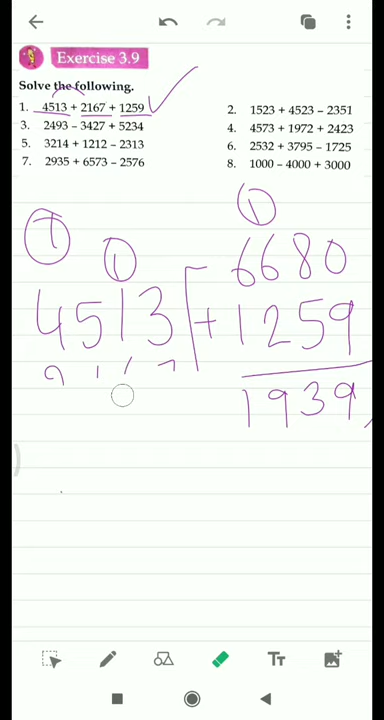 Exercise 3.9
Solve the following.
1. 4513 + 2167 + 1259
2. 1523 + 4523 – 2351
3. 2493 – 3427 + 5234
4. 4573 + 1972 + 2423
5. 3214 + 1212 – 2313
6. 2532 + 3795 – 1725
7. 2935 + 6573 – 2576
8. 1000 – 4000 + 3000
T
1
1
6680
4513
+1259
1939
TT